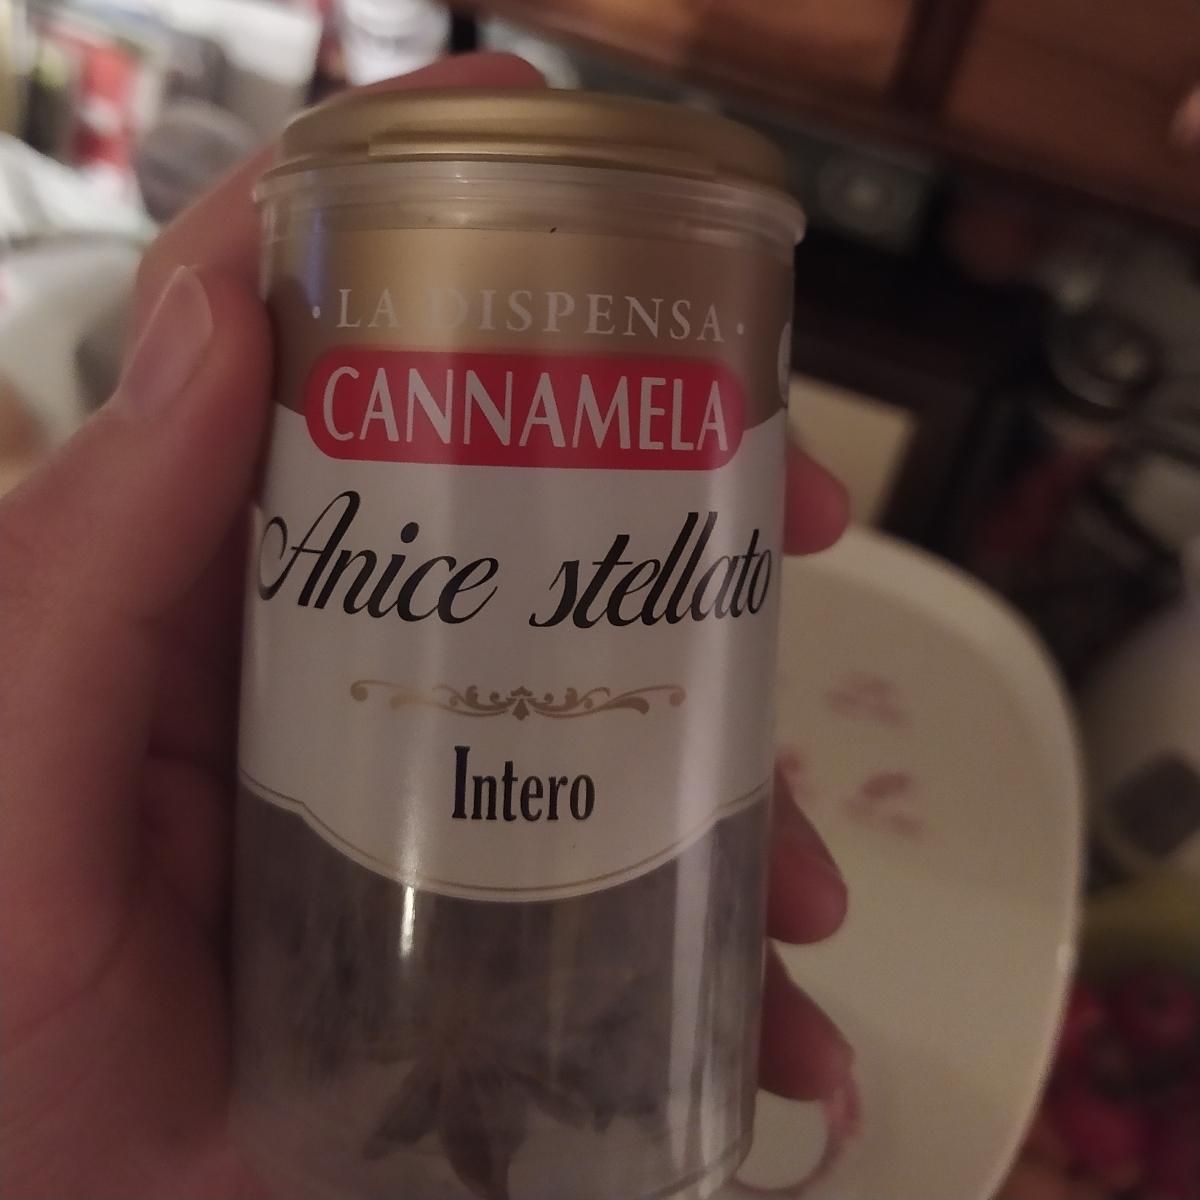 · LA DISPENSA ·
CANNAMELA
Anice stellato
Intero